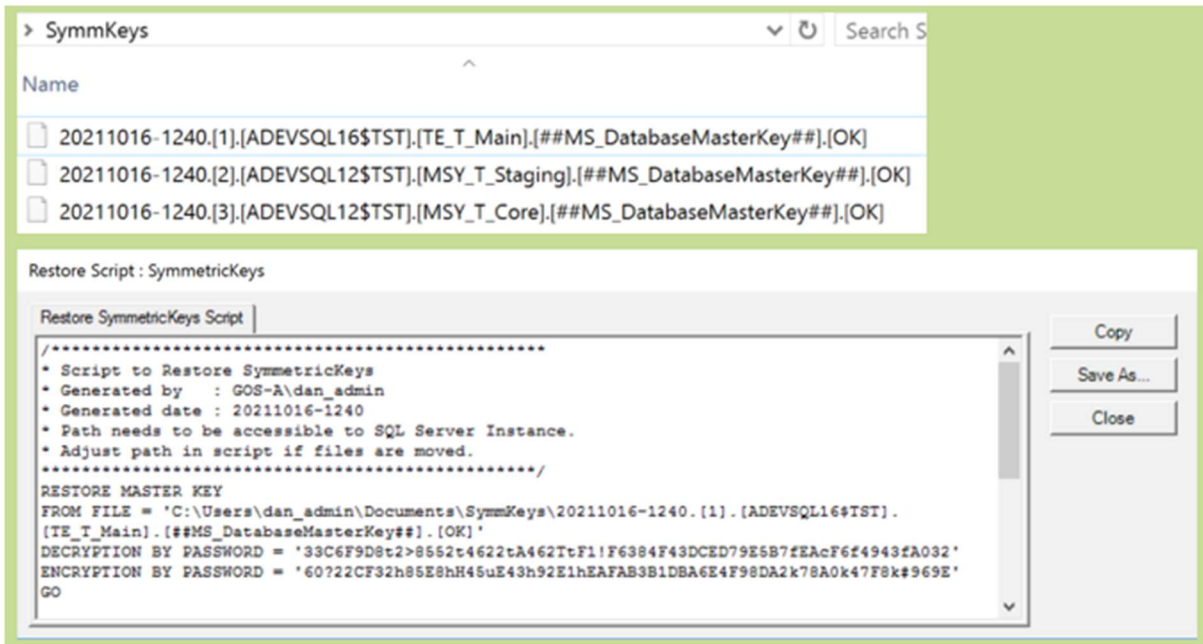 > SymmKeys
Search S
Name
20211016-1240.[1].[ADEVSQL16$TST].[TE_T_Main].[##MS_DatabaseMasterKey##].[OK]
20211016-1240.[2].[ADEVSQL12$TST].[MSY_T_Staging].[##MS_DatabaseMasterKey##].[OK]
20211016-1240.[3].[ADEVSQL12$TST].[MSY_T_Core].[##MS_DatabaseMasterKey##].[OK]
Restore Script : SymmetricKeys
Restore SymmetricKeys Script
/*************************************************
* Script to Restore SymmetricKeys
* Generated by : GOS-A\dan_admin
* Generated date : 20211016-1240
* Path needs to be accessible to SQL Server Instance.
* Adjust path in script if files are moved.
*************************************************/
RESTORE MASTER KEY
FROM FILE = 'C:\Users\dan_admin\Documents\SymmKeys\20211016-1240.[1].[ADEVSQL16$TST].
[TE_T_Main].[##MS_DatabaseMasterKey##].[OK]'
DECRYPTION BY PASSWORD = '33C6F9D8t2>8552t4622tA462TtF1!F6384F43DCED79E5B7fEAcF6f4943fA032'
ENCRYPTION BY PASSWORD = '60?22CF32h85E8hH45uE43h92E1hEAFAB3B1DBA6E4F98DA2k78A0k47F8k#969E'
GO
Copy
Save As...
Close